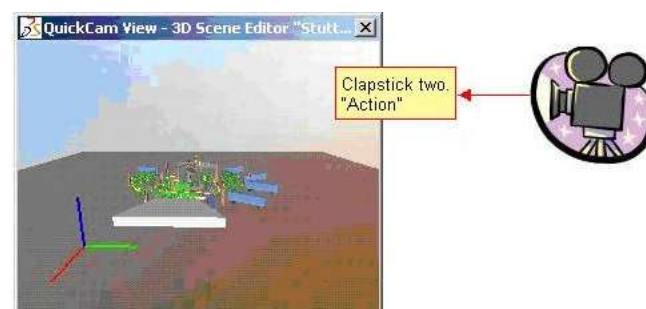 QuickCam View - 3D Scene Editor "Stutt...
Clapstick two.
"Action"